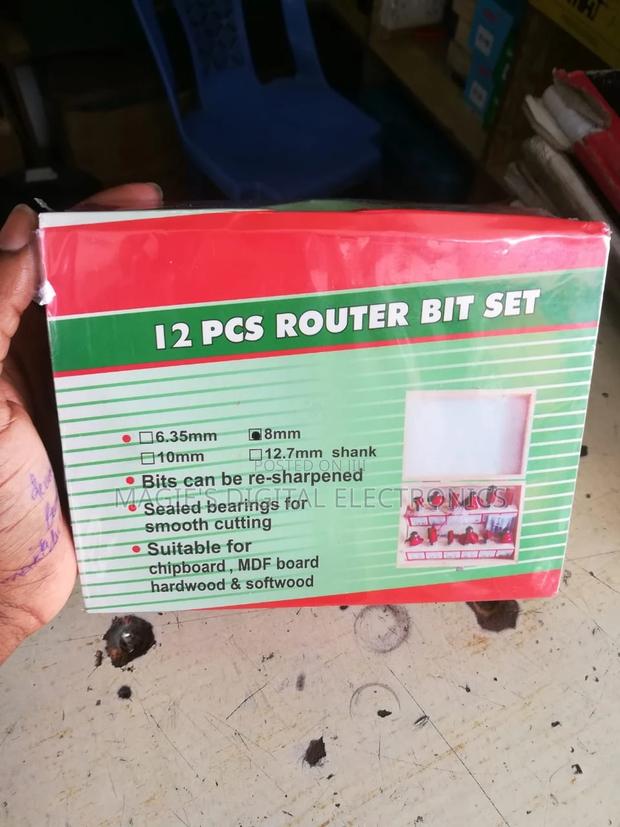 12 PCS ROUTER BIT SET
6.35mm 8mm
10mm 12.7mm shank
POSTED ON JIJI
Bits can be re-sharpened
MAGIE'S DIGITAL ELECTRONICS
Sealed bearings for
smooth cutting
Suitable for
chipboard , MDF board
hardwood & softwood